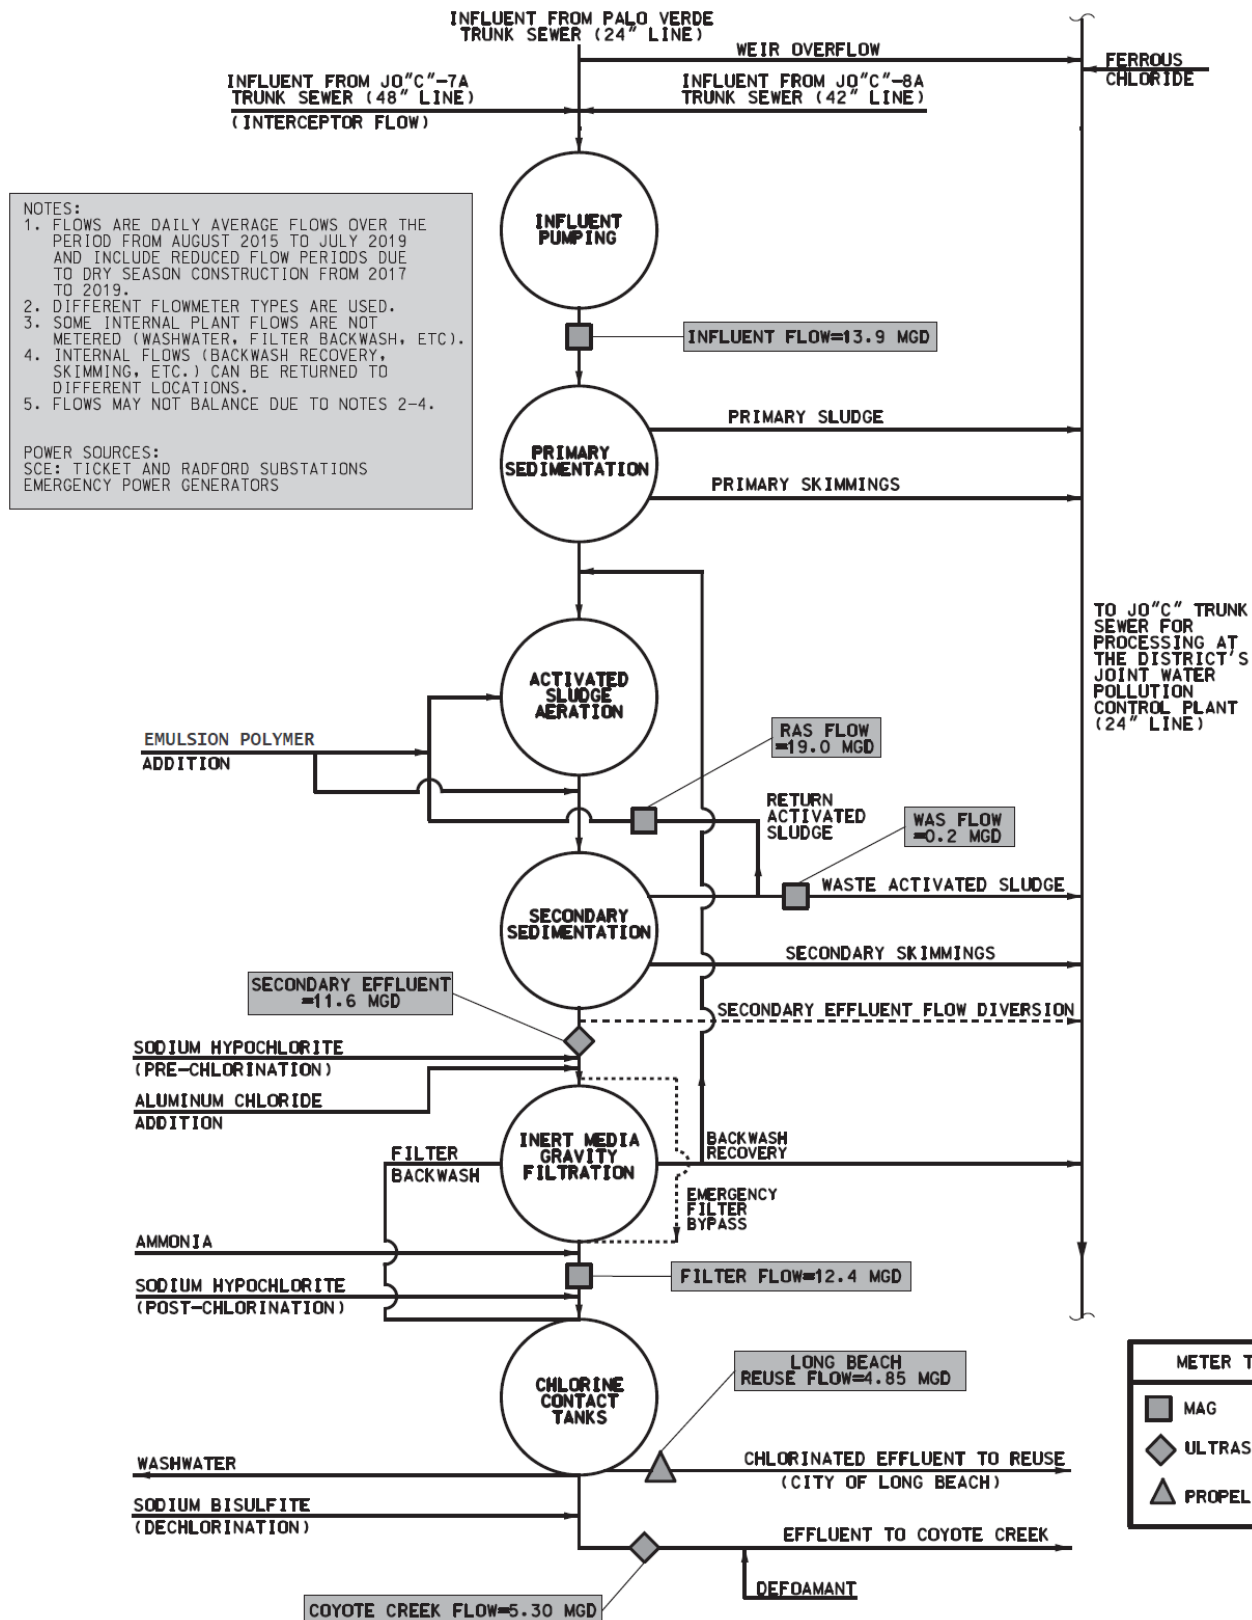 INFLUENT FROM PALO VERDE
TRUNK SEWER (24" LINE)
WEIR OVERFLOW
FERROUS
CHLORIDE
INFLUENT FROM JO"C"-7A
TRUNK SEWER (48" LINE)
(INTERCEPTOR FLOW)
INFLUENT FROM JO"C"-8A
TRUNK SEWER (42" LINE)
INFLUENT
PUMPING
NOTES:
1. FLOWS ARE DAILY AVERAGE FLOWS OVER THE
PERIOD FROM AUGUST 2015 TO JULY 2019
AND INCLUDE REDUCED FLOW PERIODS DUE
TO DRY SEASON CONSTRUCTION FROM 2017
TO 2019.
2. DIFFERENT FLOWMETER TYPES ARE USED.
3. SOME INTERNAL PLANT FLOWS ARE NOT
METERED (WASHWATER, FILTER BACKWASH, ETC).
4. INTERNAL FLOWS (BACKWASH RECOVERY,
SKIMMING, ETC.) CAN BE RETURNED TO
DIFFERENT LOCATIONS.
5. FLOWS MAY NOT BALANCE DUE TO NOTES 2-4.
POWER SOURCES:
SCE: TICKET AND RADFORD SUBSTATIONS
EMERGENCY POWER GENERATORS
INFLUENT FLOW=13.9 MGD
PRIMARY
SEDIMENTATION
PRIMARY SLUDGE
PRIMARY SKIMMINGS
TO JO"C" TRUNK
SEWER FOR
PROCESSING AT
THE DISTRICT'S
JOINT WATER
POLLUTION
CONTROL PLANT
(24" LINE)
ACTIVATED
SLUDGE
AERATION
EMULSION POLYMER
ADDITION
RAS FLOW
=19.0 MGD
RETURN
ACTIVATED
SLUDGE
WAS FLOW
=0.2 MGD
WASTE ACTIVATED SLUDGE
SECONDARY
SEDIMENTATION
SECONDARY SKIMMINGS
SECONDARY EFFLUENT
=11.6 MGD
SECONDARY EFFLUENT FLOW DIVERSION
SODIUM HYPOCHLORITE
(PRE-CHLORINATION)
ALUMINUM CHLORIDE
ADDITION
INERT MEDIA
GRAVITY
FILTRATION
FILTER
BACKWASH
BACKWASH
RECOVERY
EMERGENCY
FILTER
BYPASS
AMMONIA
FILTER FLOW=12.4 MGD
SODIUM HYPOCHLORITE
(POST-CHLORINATION)
CHLORINE
CONTACT
TANKS
LONG BEACH
REUSE FLOW=4.85 MGD
METER T
MAG
ULTRAS
PROPEL
WASHWATER
CHLORINATED EFFLUENT TO REUSE
(CITY OF LONG BEACH)
SODIUM BISULFITE
(DECHLORINATION)
EFFLUENT TO COYOTE CREEK
DEFOAMANT
COYOTE CREEK FLOW=5.30 MGD